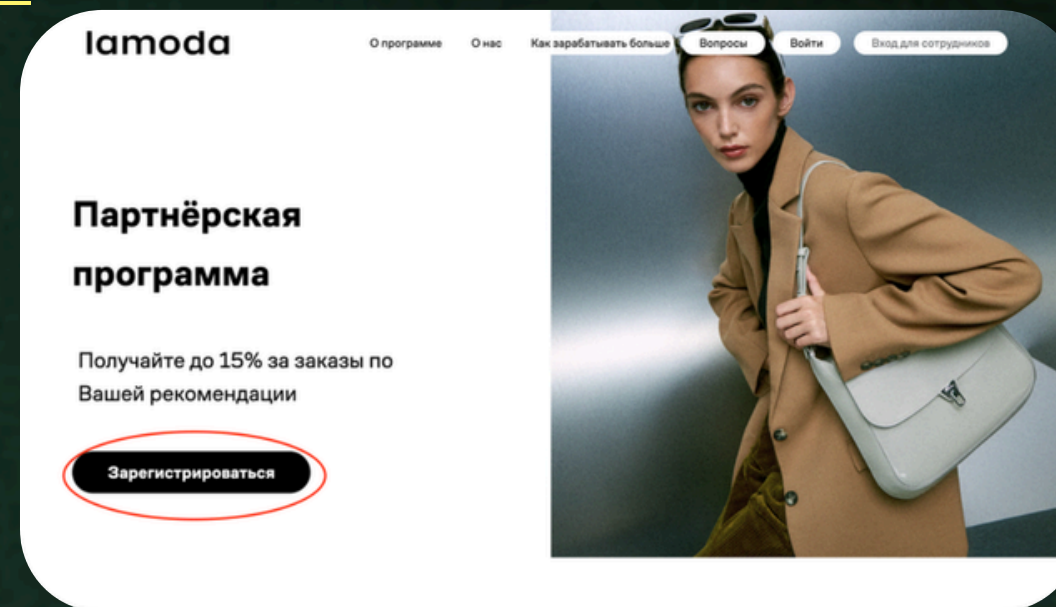 lamoda
О программе
О нас
Как зарабатывать больше
Вопросы
Войти
Вход для сотрудников
Партнёрская
программа
Получайте до 15% за заказы по
Вашей рекомендации
Зарегистрироваться